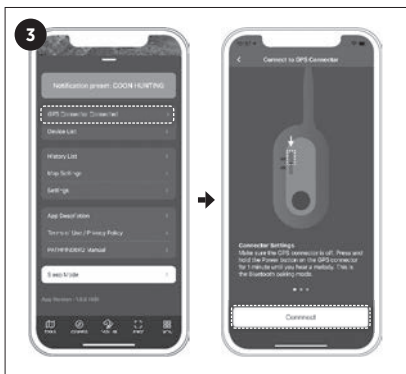 3
Notification preset: COON HUNTING
GPS Connector Connected
Device List
History List
Map Settings
Settings
App Description
Terms of Use / Privacy Policy
PATHFINDER2 Manual
Sleep Mode
Connect to GPS Connector
Connector Settings
Make sure the GPS connector is off. Press and
hold the Power button on the GPS connector
for 1 minute until you hear a melody. This is
the Bluetooth pairing mode.
Connect